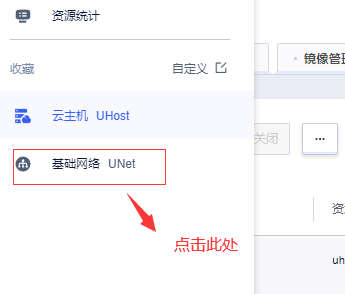 资源统计
收藏 自定义
镜像管理
云主机 UHost
关闭
...
基础网络 UNet
资
点击此处
uh